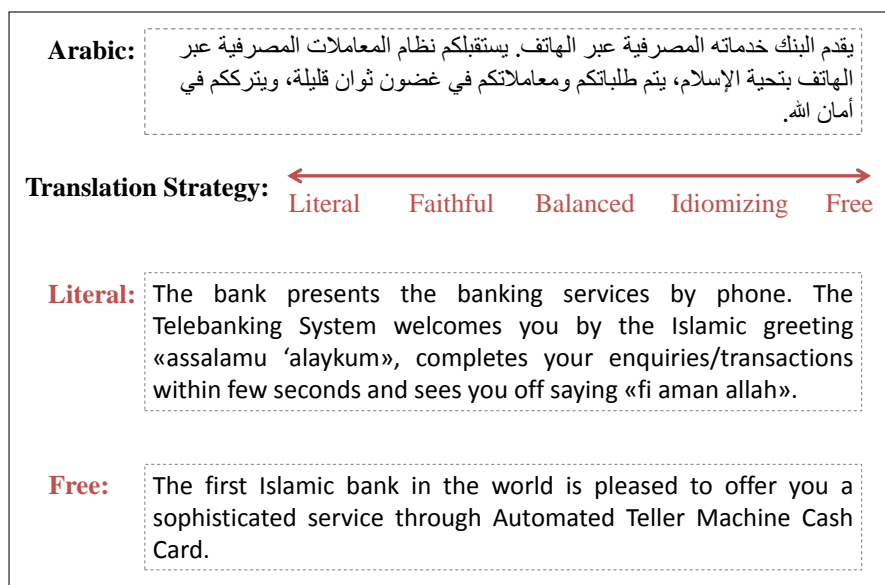 Arabic:
يقدم البنك خدماته المصرفية عبر الهاتف. يستقبلكم نظام المعاملات المصرفية عبر
الهاتف بتحية الإسلام، يتم طلباتكم ومعاملاتكم في غضون ثوان قليلة، ويترككم في
أمان الله.
Translation Strategy:
Literal Faithful Balanced Idiomizing Free
Literal:
The bank presents the banking services by phone. The
Telebanking System welcomes you by the Islamic greeting
«assalamu ‘alaykum», completes your enquiries/transactions
within few seconds and sees you off saying «fi aman allah».
Free:
The first Islamic bank in the world is pleased to offer you a
sophisticated service through Automated Teller Machine Cash
Card.